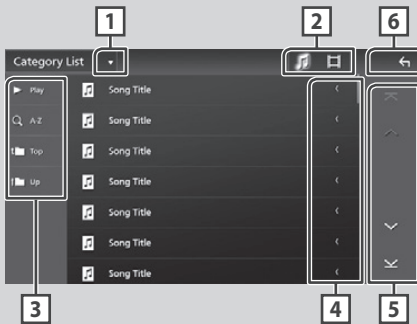 1
2
6
Category List
Play
Song Title
A-Z
Song Title
Top
Song Title
Up
Song Title
Song Title
Song Title
Song Title
3
4
5